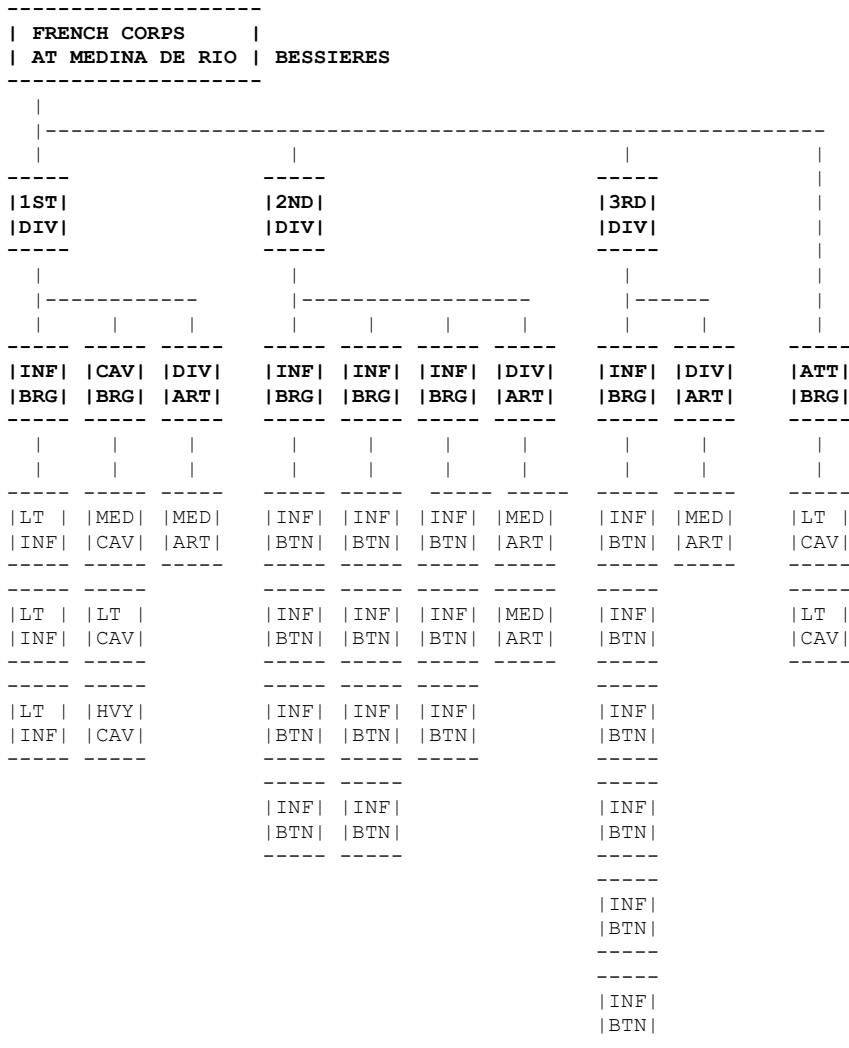 --------------------
| FRENCH CORPS     |
| AT MEDINA DE RIO | BESSIERES
--------------------
  |
  |-------------------------------------------------------------
  |                   |                         |              |
-----               -----                     -----            |
|1ST|               |2ND|                     |3RD|            |
|DIV|               |DIV|                     |DIV|            |
-----               -----                     -----            |
  |                   |                         |              |
  |------------       |------------------       |------        |
  |     |     |       |     |     |     |       |     |        |
----- ----- -----   ----- ----- ----- -----   ----- -----    -----
|INF| |CAV| |DIV|   |INF| |INF| |INF| |DIV|   |INF| |DIV|    |ATT|
|BRG| |BRG| |ART|   |BRG| |BRG| |BRG| |ART|   |BRG| |ART|    |BRG|
----- ----- -----   ----- ----- ----- -----   ----- -----    -----
  |     |     |       |     |     |     |       |     |        |
  |     |     |       |     |     |     |       |     |        |
----- ----- -----   ----- -----  ----- -----  ----- -----    -----
|LT | |MED| |MED|   |INF| |INF| |INF| |MED|   |INF| |MED|    |LT |
|INF| |CAV| |ART|   |BTN| |BTN| |BTN| |ART|   |BTN| |ART|    |CAV|
----- ----- -----   ----- ----- ----- -----   ----- -----    -----
----- -----         ----- ----- ----- -----   -----          -----
|LT | |LT |         |INF| |INF| |INF| |MED|   |INF|          |LT |
|INF| |CAV|         |BTN| |BTN| |BTN| |ART|   |BTN|          |CAV|
----- -----         ----- ----- ----- -----   -----          -----
----- -----         ----- ----- -----         -----
|LT | |HVY|         |INF| |INF| |INF|         |INF|
|INF| |CAV|         |BTN| |BTN| |BTN|         |BTN|
----- -----         ----- ----- -----         -----
                    ----- -----               -----
                    |INF| |INF|               |INF|
                    |BTN| |BTN|               |BTN|
                    ----- -----               -----
                                              -----
                                              |INF|
                                              |BTN|
                                              -----
                                              -----
                                              |INF|
                                              |BTN|